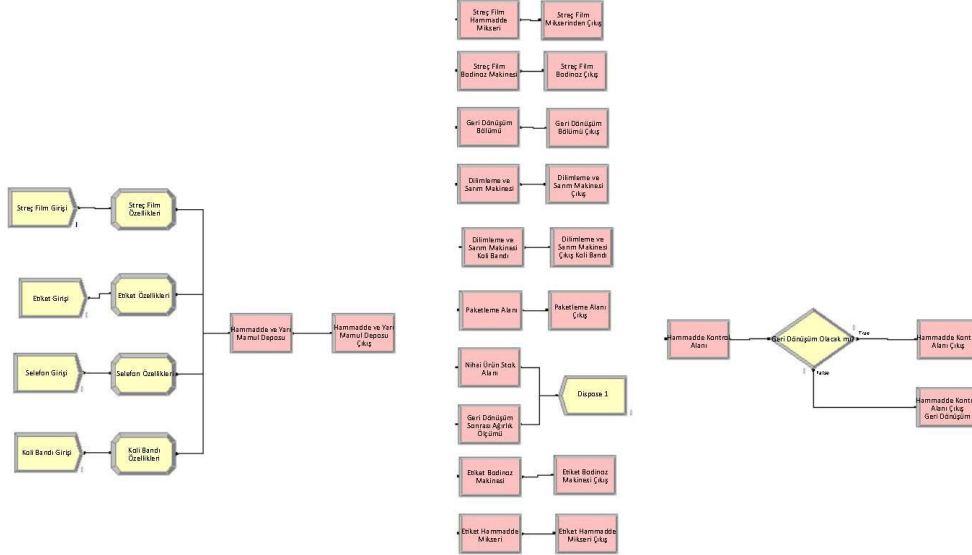 Streç Film Girişi
Streç Film
Özellikleri
Etiket Girişi
Etiket Özellikleri
Selefon Girişi
Selefon Özellikleri
Koli Bandı Girişi
Koli Bandı
Özellikleri
Hammadde ve Yarı
Mamul Deposu
Hammadde ve Yarı
Mamul Deposu
Çıkış
Streç Film
Hammadde
Mikseri
Streç Film
Mikserinden Çıkış
Streç Film
Bodinoz Makinesi
Streç Film
Bodinoz Çıkış
Geri Dönüşüm
Bölümü
Geri Dönüşüm
Bölümü Çıkış
Dilimleme ve
Sarım Makinesi
Dilimleme ve
Sarım Makinesi
Çıkış
Dilimleme ve
Sarım Makinesi
Koli Bandı
Dilimleme ve
Sarım Makinesi
Çıkış Koli Bandı
Paketleme Alanı
Paketleme Alanı
Çıkış
Nihai Ürün Stok
Alanı
Geri Dönüşüm
Sonrası Ağırlık
Ölçümü
Dispose 1
Etiket Bodinoz
Makinesi
Etiket Bodinoz
Makinesi Çıkış
Etiket Hammadde
Mikseri
Etiket Hammadde
Mikseri Çıkış
Hammadde Kontrol
Alanı
Geri Dönüşüm Olacak mı?
True
False
Hammadde Kont
Alanı Çıkış
Hammadde Kontr
Alanı Çıkış
Geri Dönüşüm